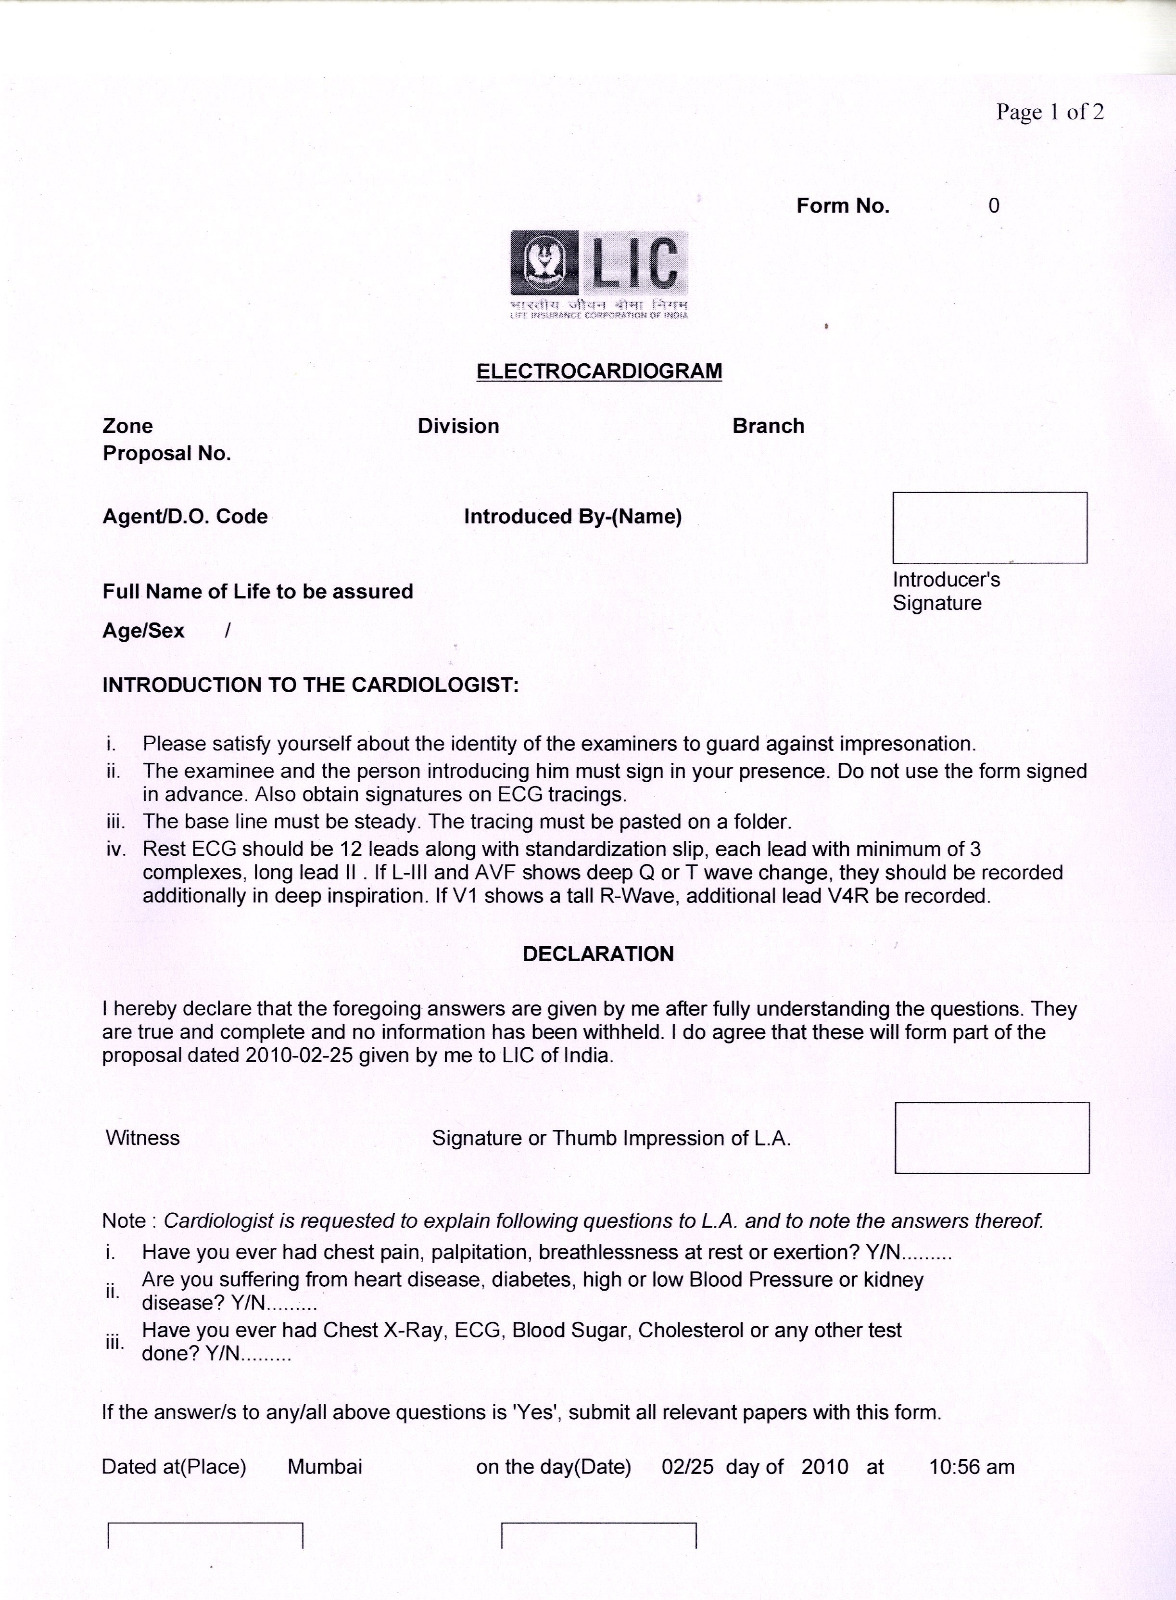 Page 1 of 2
Form No. 0
LIC
भारतीय जीवन बीमा निगम
LIFE INSURANCE CORPORATION OF INDIA
ELECTROCARDIOGRAM
Zone Division Branch
Proposal No.
Agent/D.O. Code Introduced By-(Name)
Introducer's
Signature
Full Name of Life to be assured
Age/Sex /
INTRODUCTION TO THE CARDIOLOGIST:
i. Please satisfy yourself about the identity of the examiners to guard against impresonation.
ii. The examinee and the person introducing him must sign in your presence. Do not use the form signed
in advance. Also obtain signatures on ECG tracings.
iii. The base line must be steady. The tracing must be pasted on a folder.
iv. Rest ECG should be 12 leads along with standardization slip, each lead with minimum of 3
complexes, long lead II . If L-III and AVF shows deep Q or T wave change, they should be recorded
additionally in deep inspiration. If V1 shows a tall R-Wave, additional lead V4R be recorded.
DECLARATION
I hereby declare that the foregoing answers are given by me after fully understanding the questions. They
are true and complete and no information has been withheld. I do agree that these will form part of the
proposal dated 2010-02-25 given by me to LIC of India.
Witness Signature or Thumb Impression of L.A.
Note : Cardiologist is requested to explain following questions to L.A. and to note the answers thereof.
i. Have you ever had chest pain, palpitation, breathlessness at rest or exertion? Y/N.........
ii. Are you suffering from heart disease, diabetes, high or low Blood Pressure or kidney
disease? Y/N.........
iii. Have you ever had Chest X-Ray, ECG, Blood Sugar, Cholesterol or any other test
done? Y/N.........
If the answer/s to any/all above questions is 'Yes', submit all relevant papers with this form.
Dated at(Place) Mumbai on the day(Date) 02/25 day of 2010 at 10:56 am